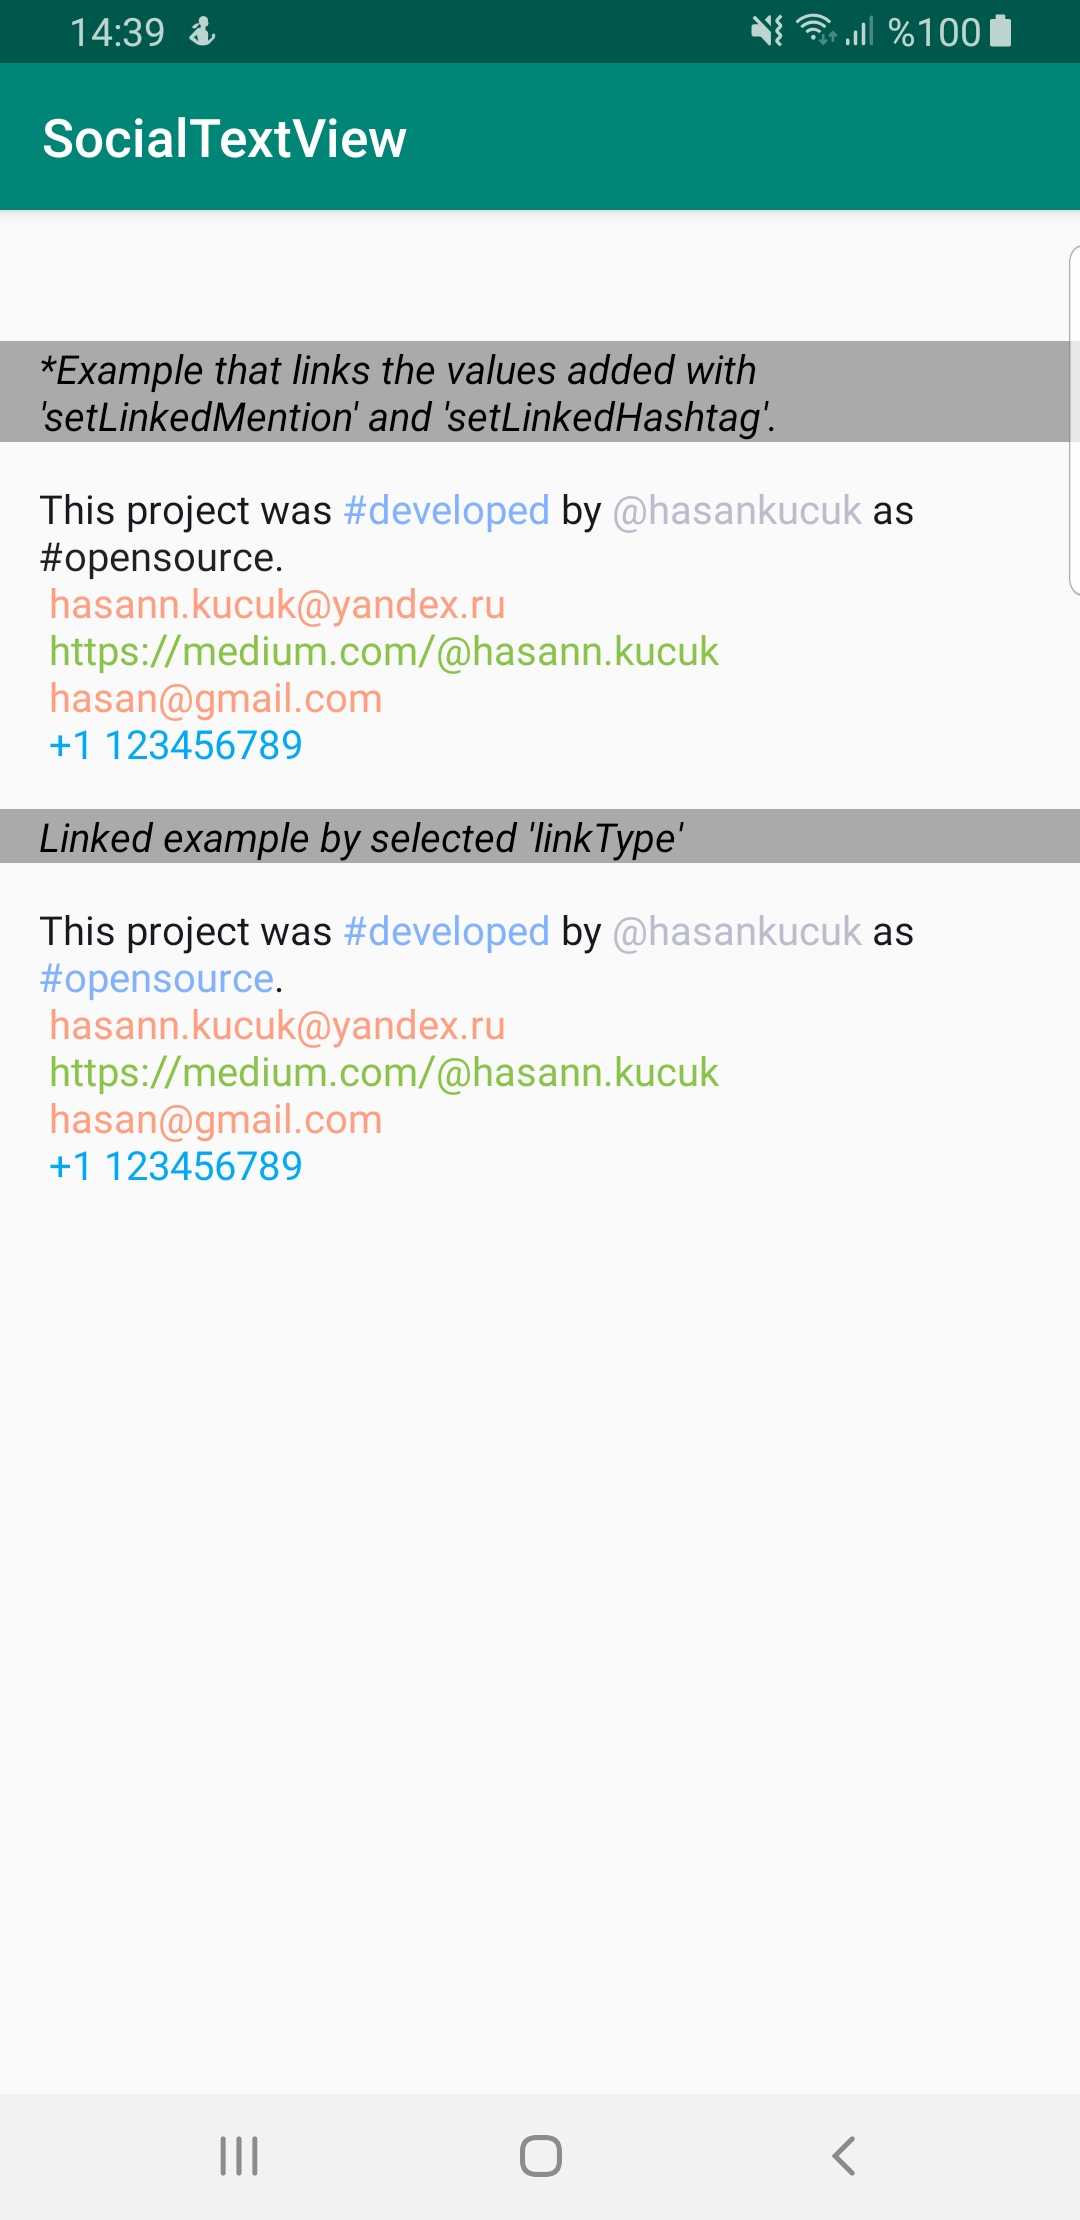 14:39 %100
SocialTextView
*Example that links the values added with
'setLinkedMention' and 'setLinkedHashtag'.
This project was #developed by @hasankucuk as
#opensource.
hasann.kucuk@yandex.ru
https://medium.com/@hasann.kucuk
hasan@gmail.com
+1 123456789
Linked example by selected 'linkType'
This project was #developed by @hasankucuk as
#opensource.
hasann.kucuk@yandex.ru
https://medium.com/@hasann.kucuk
hasan@gmail.com
+1 123456789